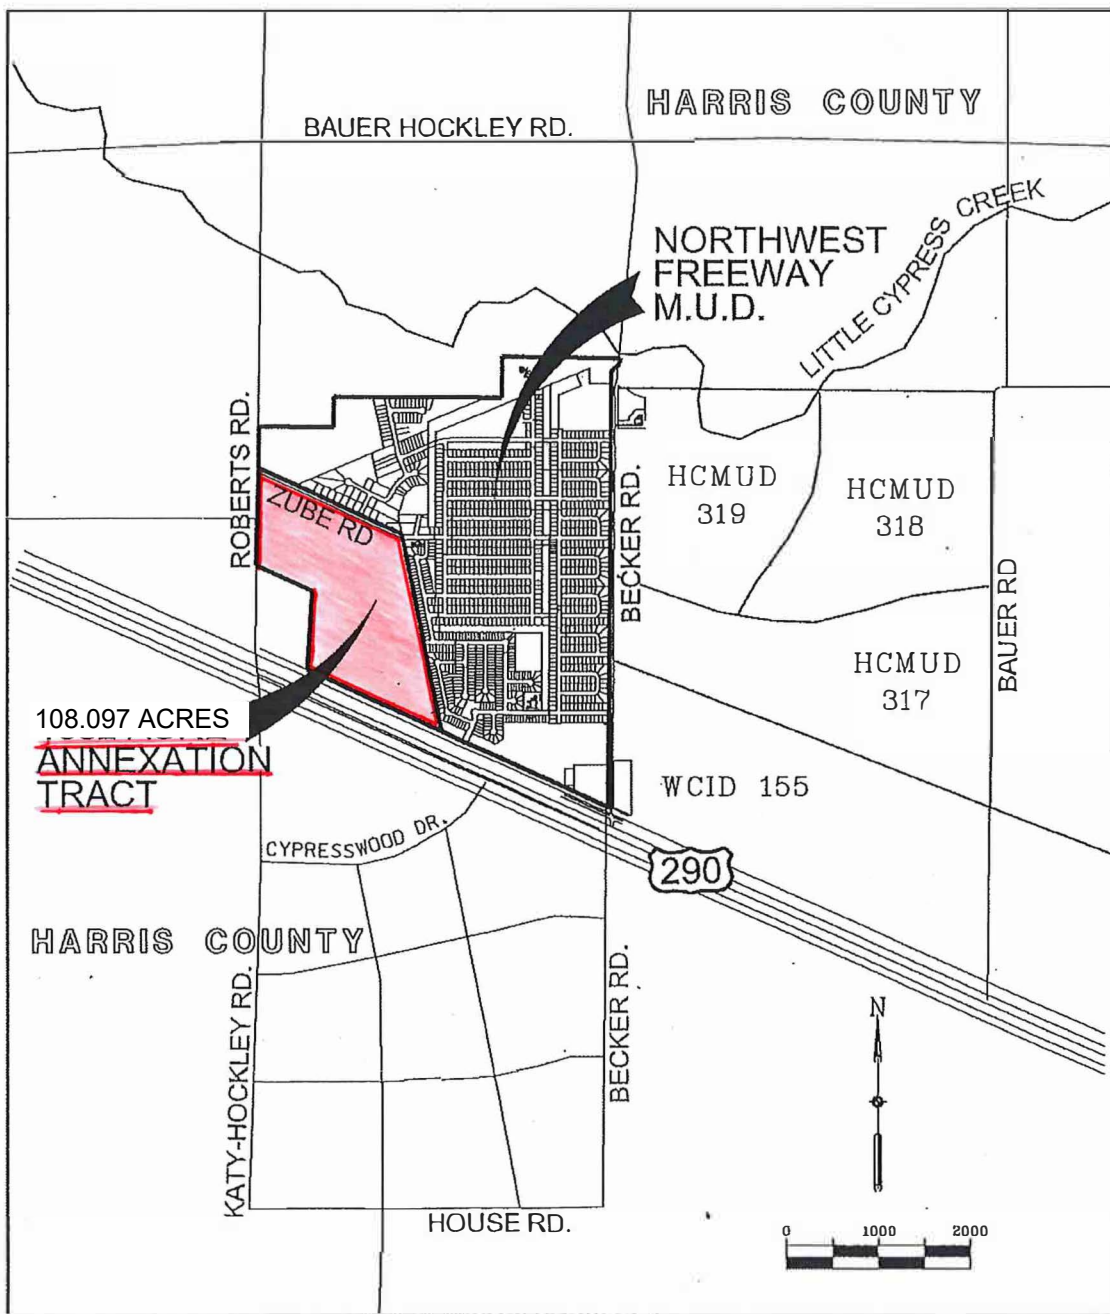 HARRIS COUNTY
BAUER HOCKLEY RD.
LITTLE CYPRESS CREEK
NORTHWEST
FREEWAY
M.U.D.
ROBERTS RD.
ZUBE RD
BECKER RD.
HCMUD
319
HCMUD
318
BAUER RD
HCMUD
317
108.097 ACRES
ANNEXATION
TRACT
WCID 155
CYPRESSWOOD DR.
290
HARRIS COUNTY
KATY-HOCKLEY RD.
BECKER RD.
N
HOUSE RD.
0 1000 2000